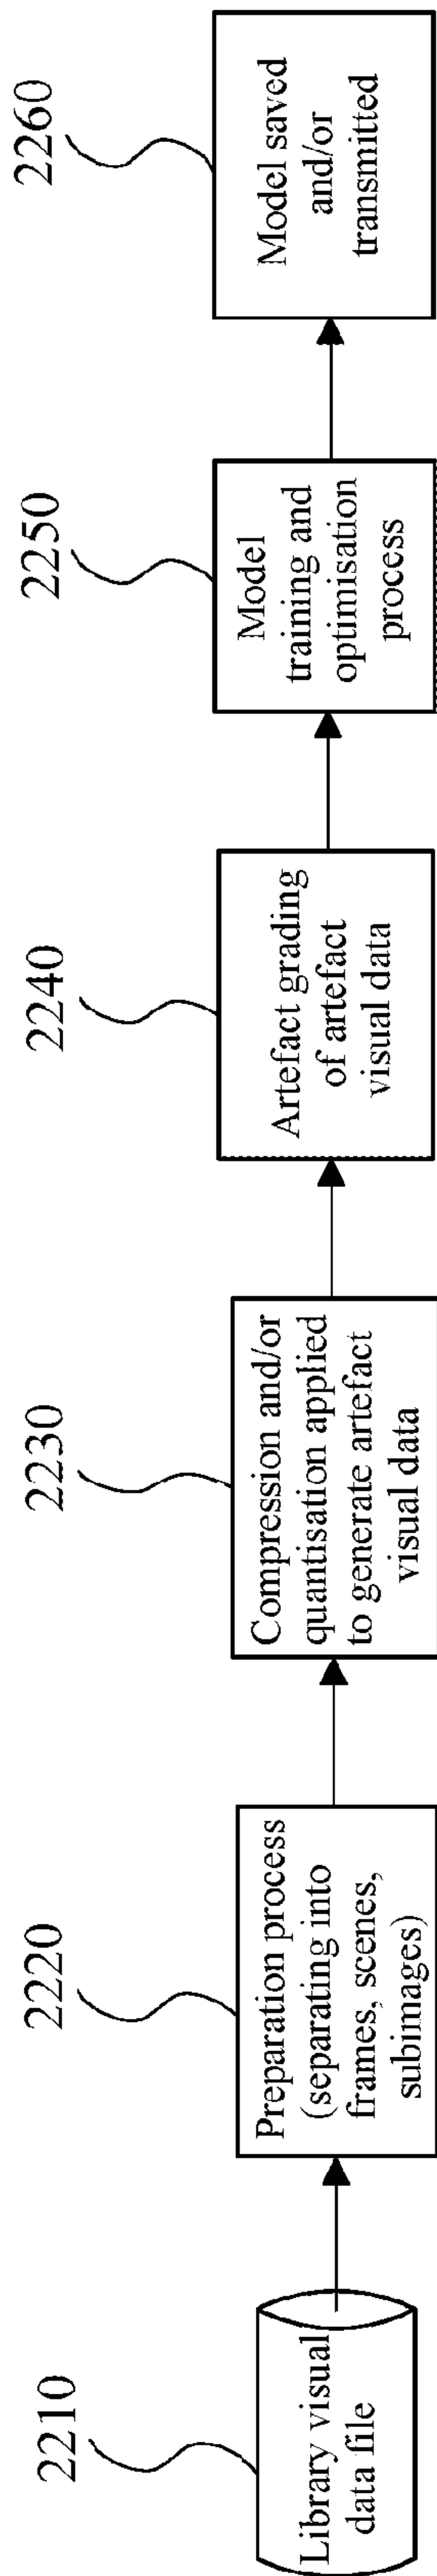 2210
Library visual
data file
2220
Preparation process
(separating into
frames, scenes,
subimages)
2230
Compression and/or
quantisation applied
to generate artefact
visual data
2240
Artefact grading
of artefact
visual data
2250
Model
training and
optimisation
process
2260
Model saved
and/or
transmitted